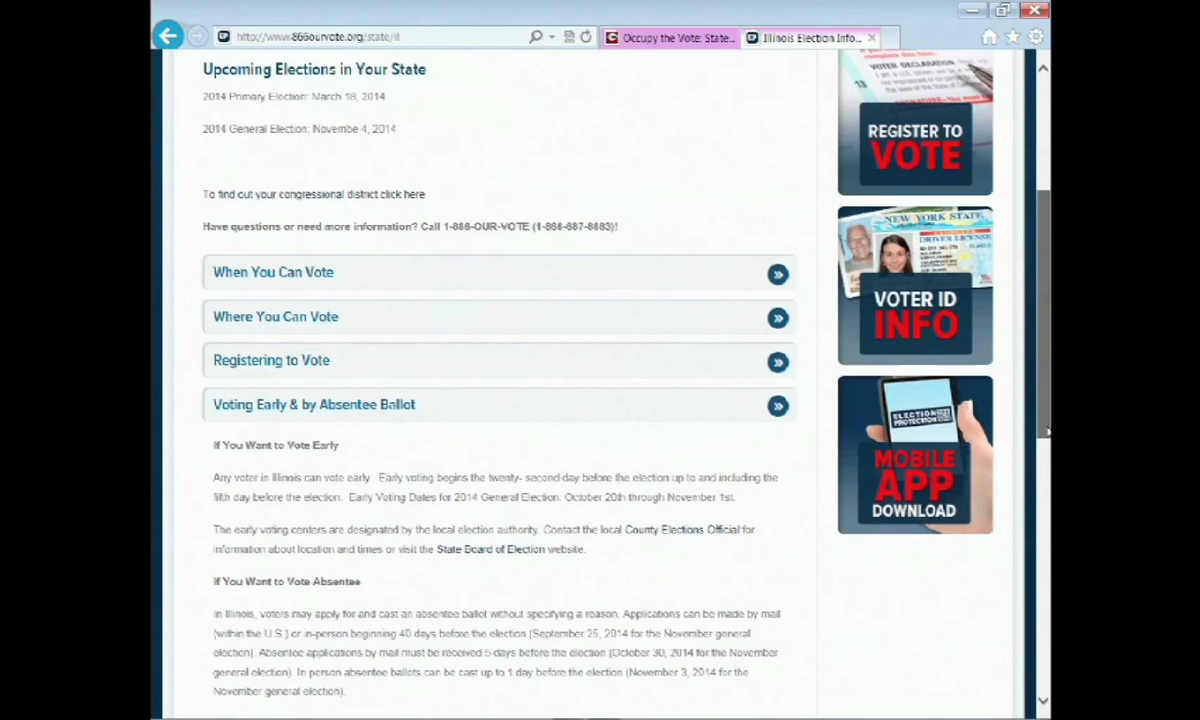 http://www.866ourvote.org/state/il
Occupy the Vote: State...
Illinois Election Info...
Upcoming Elections in Your State
2014 Primary Election: March 18, 2014
2014 General Election: Novembe 4, 2014
To find out your congressional district click here
Have questions or need more information? Call 1-866-OUR-VOTE (1-866-687-8683)!
When You Can Vote
Where You Can Vote
Registering to Vote
Voting Early & by Absentee Ballot
If You Want to Vote Early
Any voter in Illinois can vote early. Early voting begins the twenty- second day before the election up to and including the
fifth day before the election. Early Voting Dates for 2014 General Election: October 20th through November 1st.
The early voting centers are designated by the local election authority. Contact the local County Elections Official for
information about location and times or visit the State Board of Election website.
If You Want to Vote Absentee
In Illinois, voters may apply for and cast an absentee ballot without specifying a reason. Applications can be made by mail
(within the U.S.) or in-person beginning 40 days before the election (September 25, 2014 for the November general
election). Absentee applications by mail must be received 5 days before the election (October 30, 2014 for the November
general election). In person absentee ballots can be cast up to 1 day before the election (November 3, 2014 for the
November general election).
VOTER DECLARATION
REGISTER TO
VOTE
NEW YORK STATE
DRIVER LICENSE
VOTER ID
INFO
ELECTION
PROTECTION
MOBILE
APP
DOWNLOAD